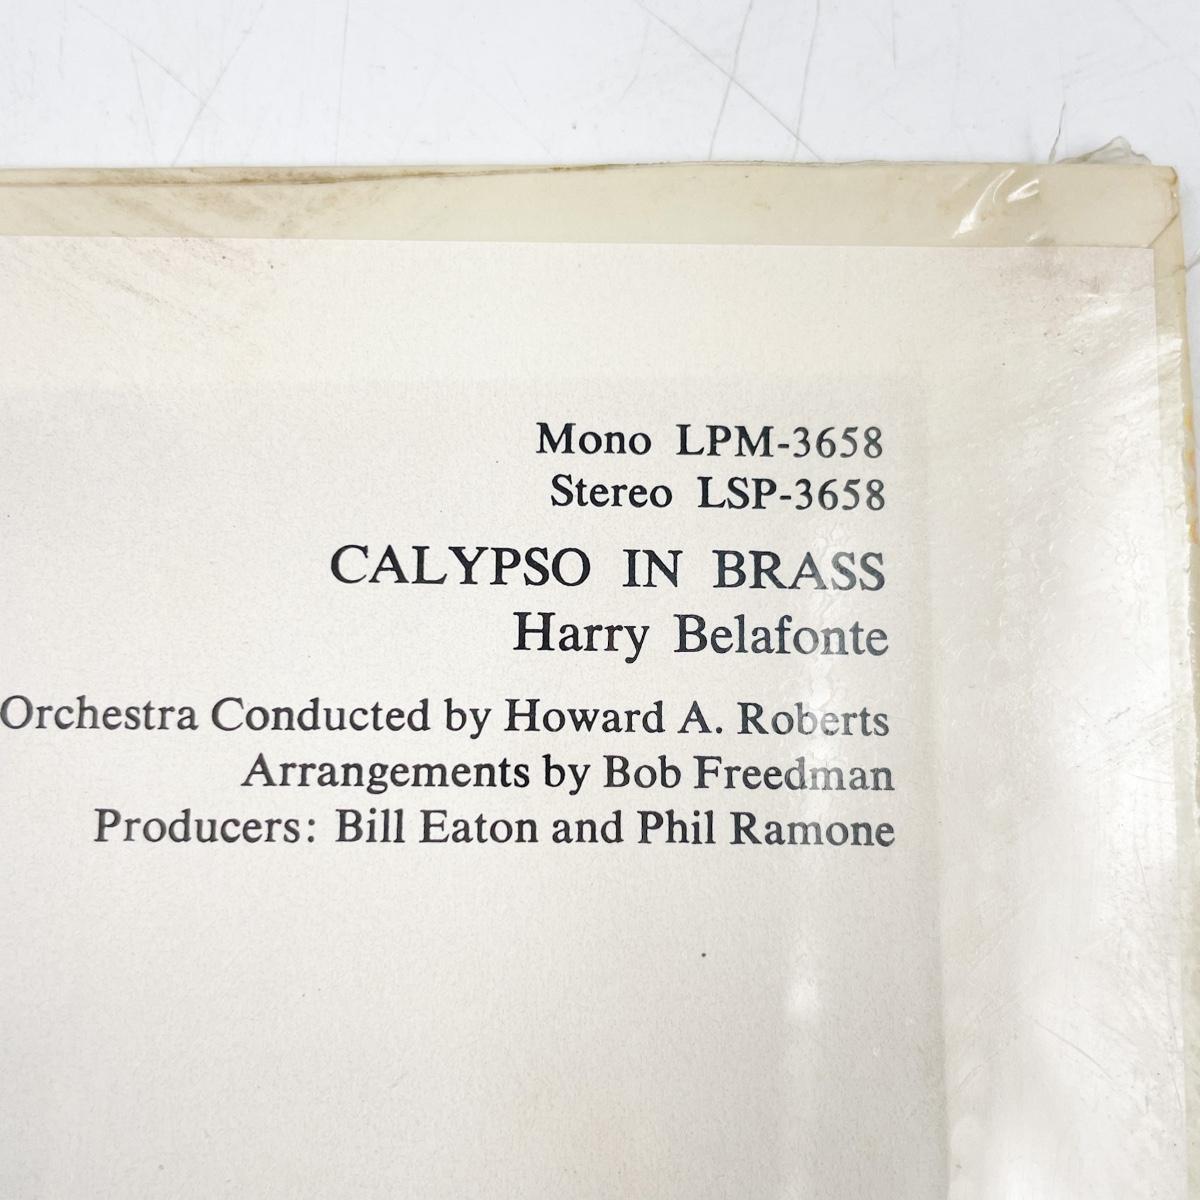 Mono LPM-3658
Stereo LSP-3658
CALYPSO IN BRASS
Harry Belafonte
Orchestra Conducted by Howard A. Roberts
Arrangements by Bob Freedman
Producers: Bill Eaton and Phil Ramone